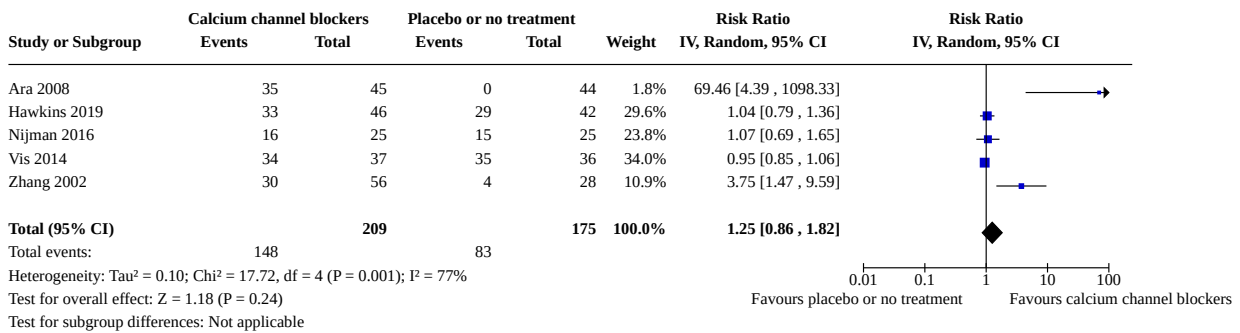 Calcium channel blockers Placebo or no treatment Risk Ratio Risk Ratio
Study or Subgroup Events Total Events Total Weight IV, Random, 95% CI IV, Random, 95% CI
Ara 2008 35 45 0 44 1.8% 69.46 [4.39 , 1098.33]
Hawkins 2019 33 46 29 42 29.6% 1.04 [0.79 , 1.36]
Nijman 2016 16 25 15 25 23.8% 1.07 [0.69 , 1.65]
Vis 2014 34 37 35 36 34.0% 0.95 [0.85 , 1.06]
Zhang 2002 30 56 4 28 10.9% 3.75 [1.47 , 9.59]
Total (95% CI) 209 175 100.0% 1.25 [0.86 , 1.82]
Total events: 148 83
Heterogeneity: Tau² = 0.10; Chi² = 17.72, df = 4 (P = 0.001); I² = 77%
0.01 0.1 1 10 100
Test for overall effect: Z = 1.18 (P = 0.24) Favours placebo or no treatment Favours calcium channel blockers
Test for subgroup differences: Not applicable